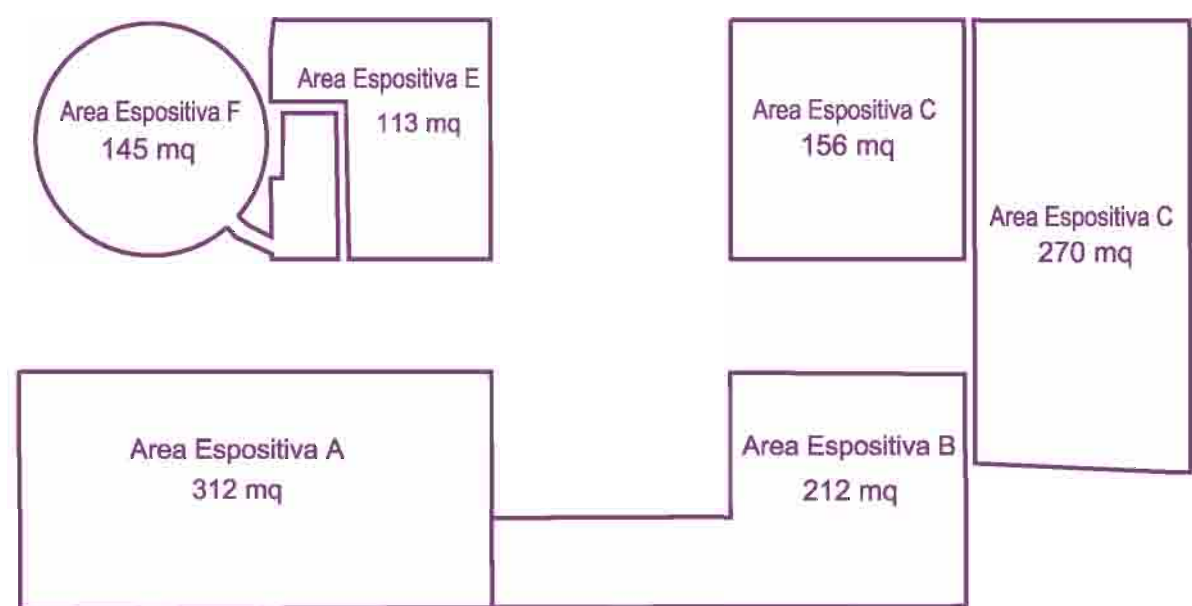 Area Espositiva F
145 mq
Area Espositiva E
113 mq
Area Espositiva C
156 mq
Area Espositiva C
270 mq
Area Espositiva A
312 mq
Area Espositiva B
212 mq